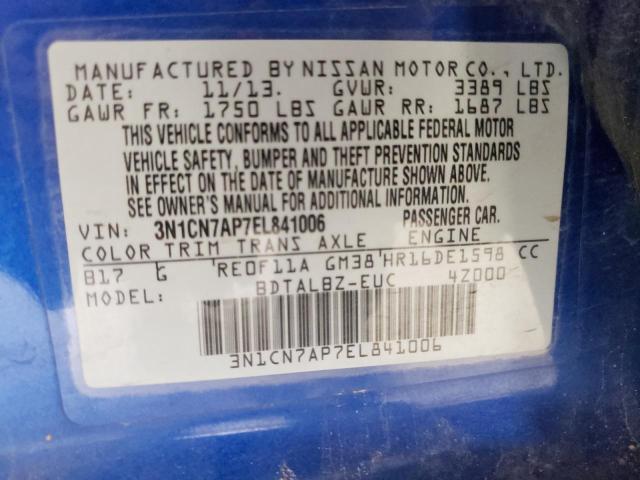 MANUFACTURED BY NISSAN MOTOR CO., LTD.
DATE: 11/13. GVWR: 3389 LBS
GAWR FR: 1750 LBS GAWR RR: 1687 LBS
THIS VEHICLE CONFORMS TO ALL APPLICABLE FEDERAL MOTOR
VEHICLE SAFETY, BUMPER AND THEFT PREVENTION STANDARDS
IN EFFECT ON THE DATE OF MANUFACTURE SHOWN ABOVE.
SEE OWNER'S MANUAL FOR ADDITIONAL INFORMATION.
VIN: 3N1CN7AP7EL841006 PASSENGER CAR.
COLOR TRIM TRANS AXLE ENGINE
B17 G 'RE0F11A GM38'HR16DE1598 CC
MODEL: BDTALBZ-EUC 4Z000
3N1CN7AP7EL841006